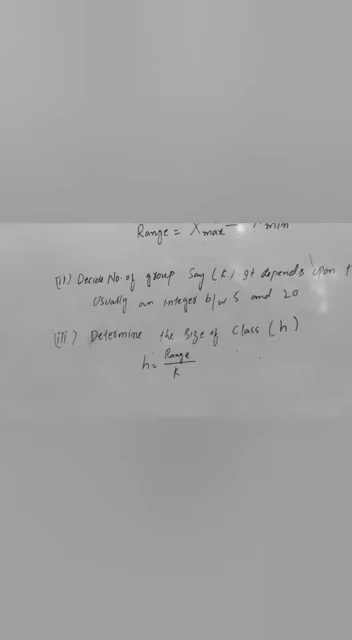 Range = Xmax - Xmin
(ii) Decide No. of group Say (K) It depends upon
Usually an integer b/w 5 and 20
(iii) Determine the size of class (h)
h = Range / K